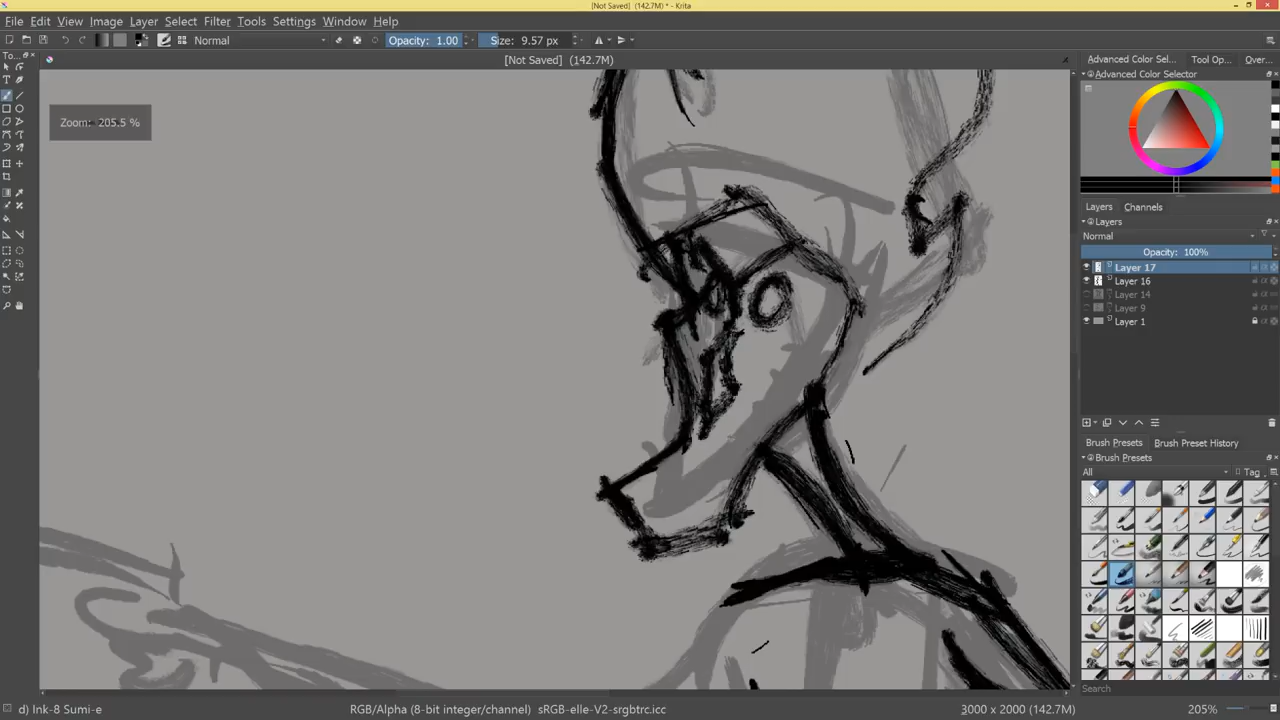 [Not Saved] (142.7M) * - Krita
File Edit View Image Layer Select Filter Tools Settings Window Help
Normal
Opacity: 1.00
Size: 9.57 px
To...
[Not Saved] (142.7M)
Advanced Color Sel... Tool Op... Over...
Advanced Color Selector
Zoom: 205.5 %
Layers Channels
Layers
Normal
Opacity: 100%
Layer 17
Layer 16
Layer 14
Layer 9
Layer 1
Brush Presets Brush Preset History
Brush Presets
All
Tag
Search
d) Ink-8 Sumi-e
RGB/Alpha (8-bit integer/channel) sRGB-elle-V2-srgbtrc.icc
3000 x 2000 (142.7M)
205%